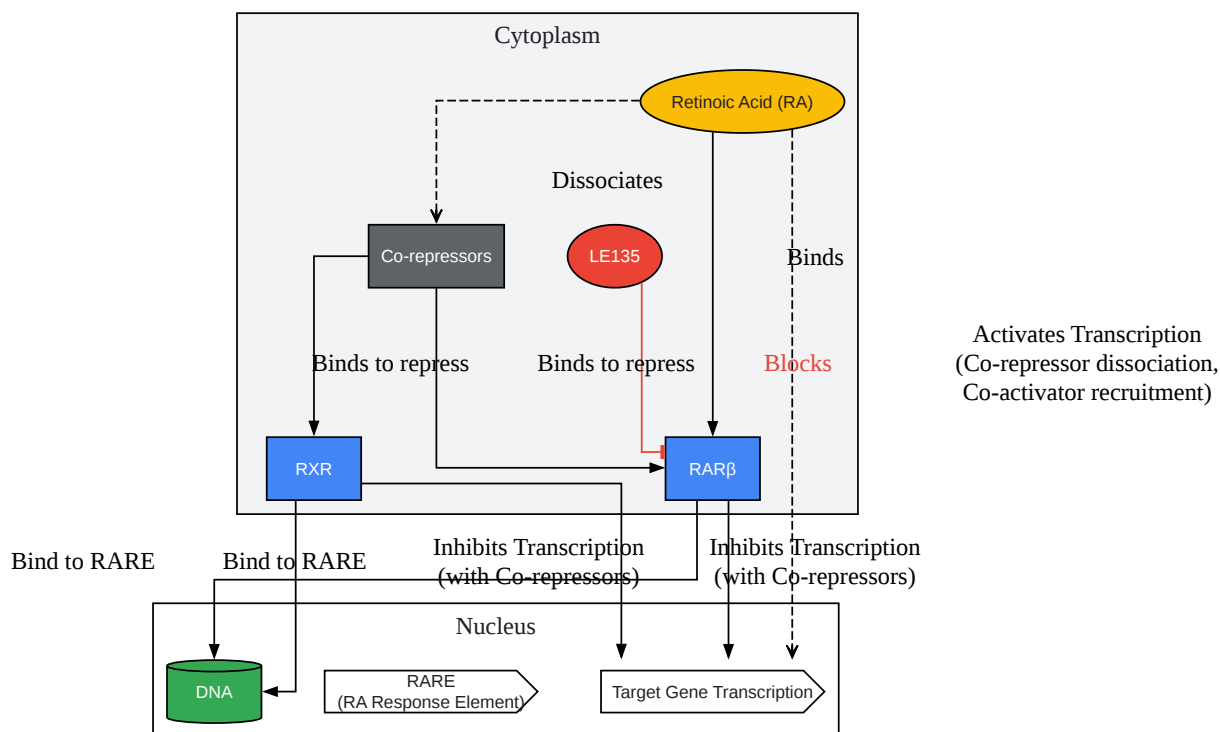 Cytoplasm
Retinoic Acid (RA)
Dissociates
Co-repressors
LE135
Binds
Activates Transcription
(Co-repressor dissociation,
Co-activator recruitment)
Binds to repress
Binds to repress
Blocks
RXR
RARβ
Bind to RARE
Bind to RARE
Inhibits Transcription
(with Co-repressors)
Inhibits Transcription
(with Co-repressors)
Nucleus
DNA
RARE
(RA Response Element)
Target Gene Transcription